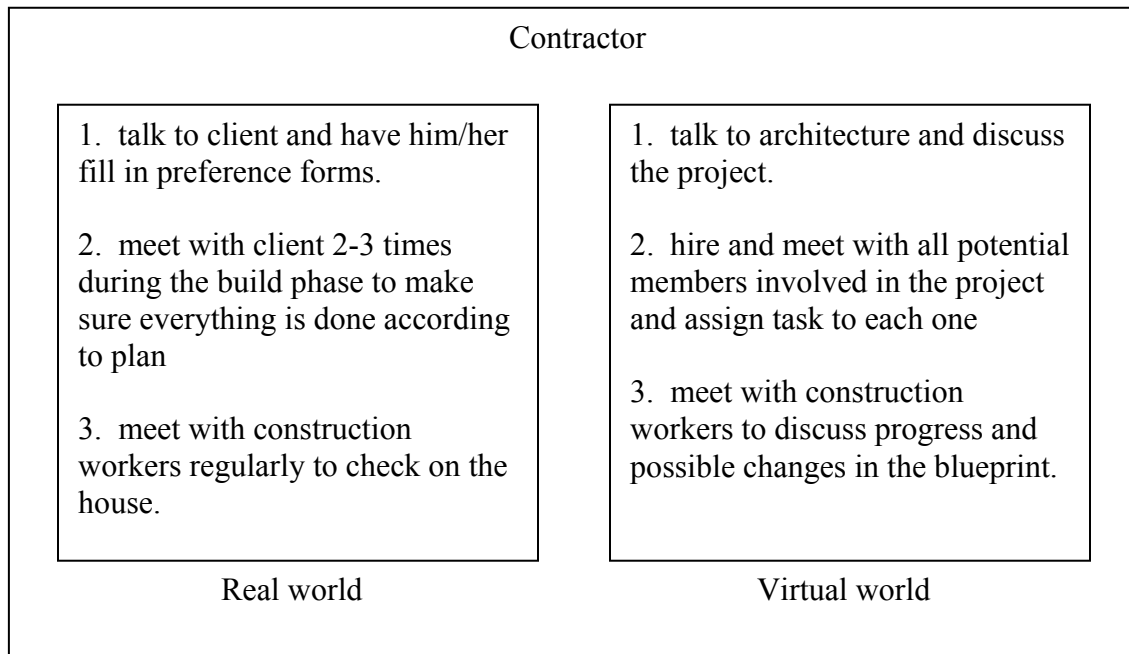 Contractor
1. talk to client and have him/her
fill in preference forms.
2. meet with client 2-3 times
during the build phase to make
sure everything is done according
to plan
3. meet with construction
workers regularly to check on the
house.
Real world
1. talk to architecture and discuss
the project.
2. hire and meet with all potential
members involved in the project
and assign task to each one
3. meet with construction
workers to discuss progress and
possible changes in the blueprint.
Virtual world